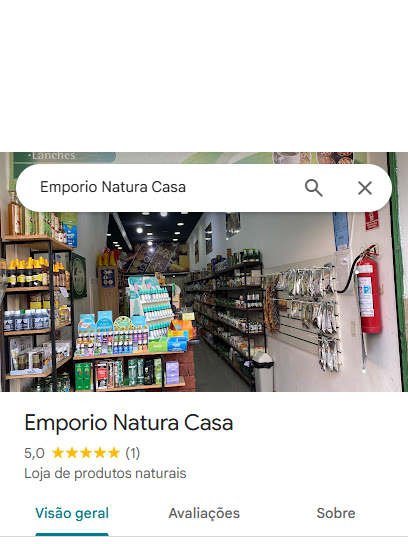 •Lanches
Emporio Natura Casa
Emporio Natura Casa
5,0 ★★★★★ (1)
Loja de produtos naturais
Visão geral Avaliações Sobre